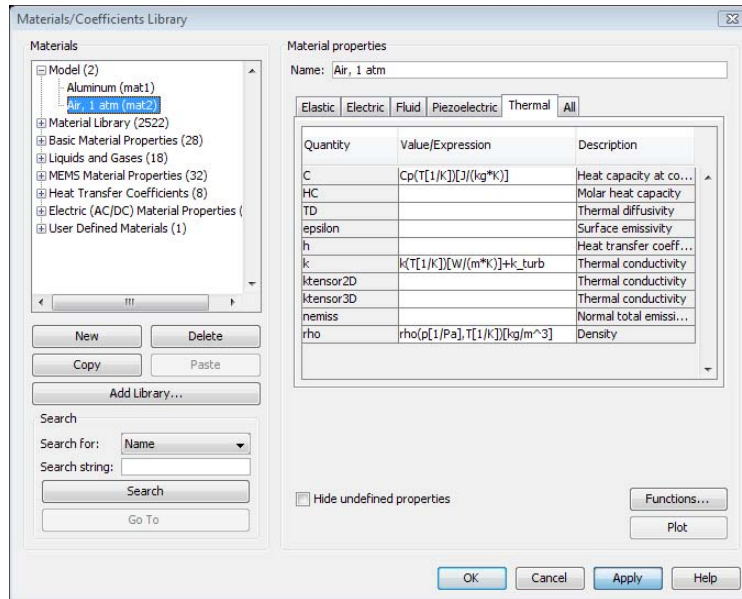 Materials/Coefficients Library
Materials
Model (2)
Aluminum (mat1)
Air, 1 atm (mat2)
Material Library (2522)
Basic Material Properties (28)
Liquids and Gases (18)
MEMS Material Properties (32)
Heat Transfer Coefficients (8)
Electric (AC/DC) Material Properties (
User Defined Materials (1)
New
Delete
Copy
Paste
Add Library...
Search
Search for:
Name
Search string:
Search
Go To
Material properties
Name: Air, 1 atm
Elastic Electric Fluid Piezoelectric Thermal All
Quantity Value/Expression Description
C Cp(T[1/K])[J/(kg*K)] Heat capacity at co...
HC Molar heat capacity
TD Thermal diffusivity
epsilon Surface emissivity
h Heat transfer coeff...
k k(T[1/K])[W/(m*K)]+k_turb Thermal conductivity
ktensor2D Thermal conductivity
ktensor3D Thermal conductivity
nemiss Normal total emissi...
rho rho(p[1/Pa],T[1/K])[kg/m^3] Density
Hide undefined properties
Functions...
Plot
OK
Cancel
Apply
Help